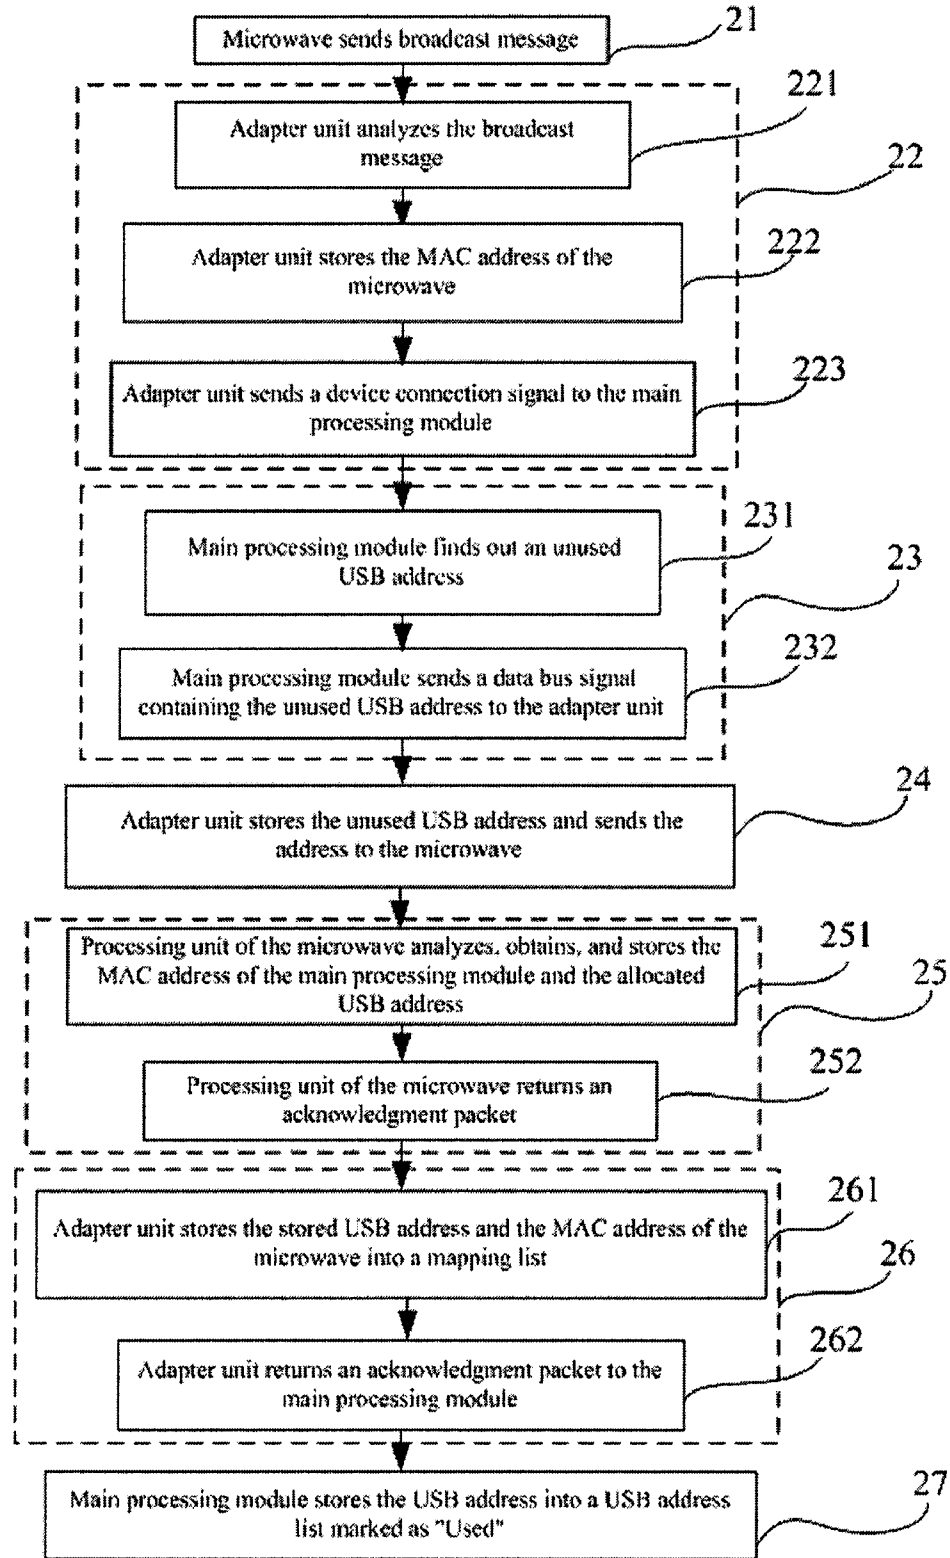 Microwave sends broadcast message
21
221
Adapter unit analyzes the broadcast
message
22
222
Adapter unit stores the MAC address of the
microwave
223
Adapter unit sends a device connection signal to the main
processing module
231
Main processing module finds out an unused
USB address
23
232
Main processing module sends a data bus signal
containing the unused USB address to the adapter unit
24
Adapter unit stores the unused USB address and sends the
address to the microwave
251
Processing unit of the microwave analyzes, obtains, and stores the
MAC address of the main processing module and the allocated
USB address
25
252
Processing unit of the microwave returns an
acknowledgment packet
261
Adapter unit stores the stored USB address and the MAC address of the
microwave into a mapping list
26
262
Adapter unit returns an acknowledgment packet to the
main processing module
27
Main processing module stores the USB address into a USB address
list marked as "Used"